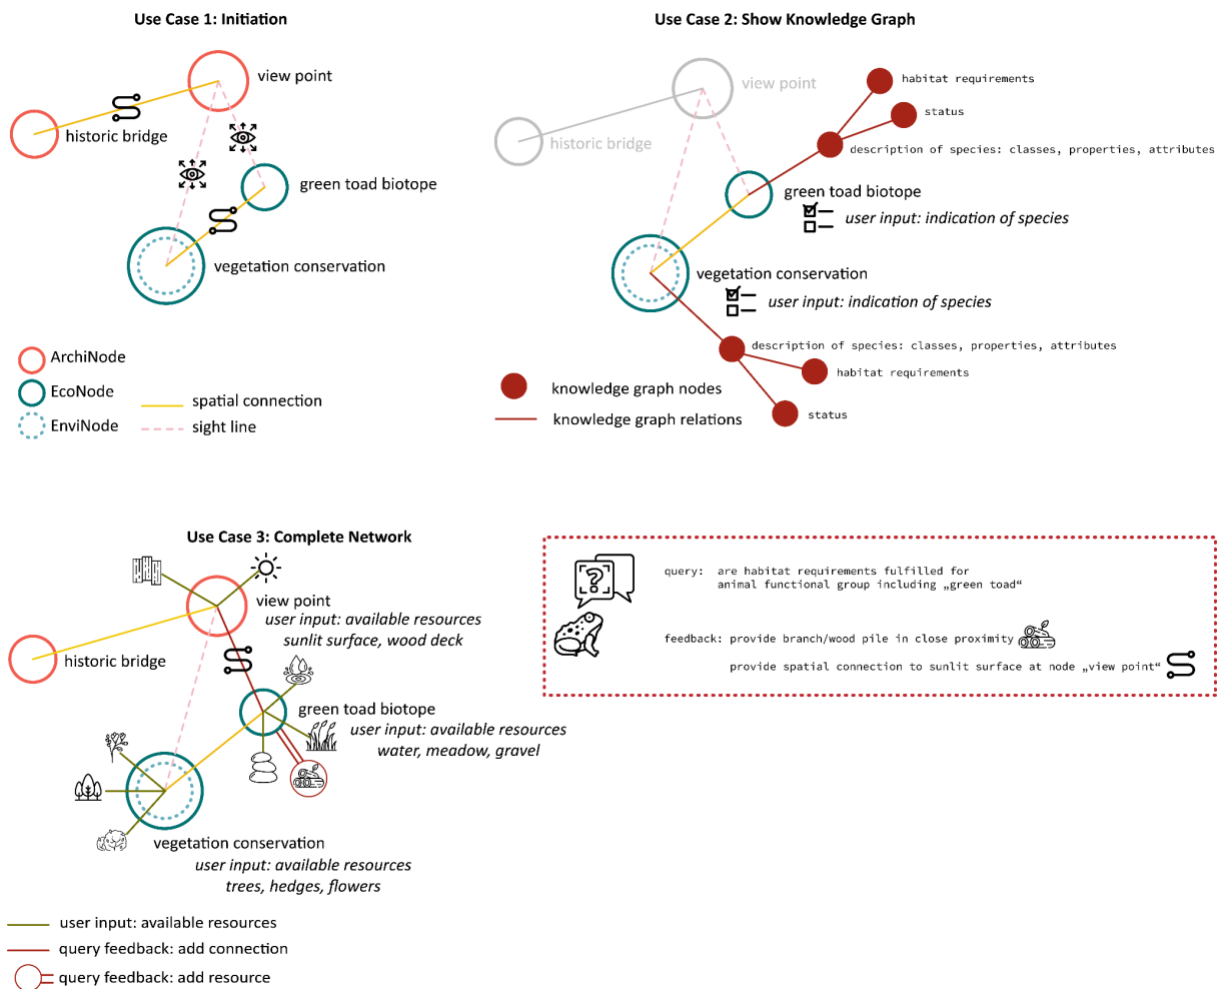 Use Case 1: Initiation
view point
historic bridge
green toad biotope
vegetation conservation
ArchiNode
EcoNode
EnviNode
spatial connection
sight line
Use Case 2: Show Knowledge Graph
view point
historic bridge
habitat requirements
status
description of species: classes, properties, attributes
green toad biotope
user input: indication of species
vegetation conservation
user input: indication of species
description of species: classes, properties, attributes
habitat requirements
status
knowledge graph nodes
knowledge graph relations
Use Case 3: Complete Network
view point
user input: available resources
sunlit surface, wood deck
historic bridge
green toad biotope
user input: available resources
water, meadow, gravel
vegetation conservation
user input: available resources
trees, hedges, flowers
user input: available resources
query feedback: add connection
query feedback: add resource
?
query: are habitat requirements fulfilled for
animal functional group including „green toad“
feedback: provide branch/wood pile in close proximity
provide spatial connection to sunlit surface at node „view point“